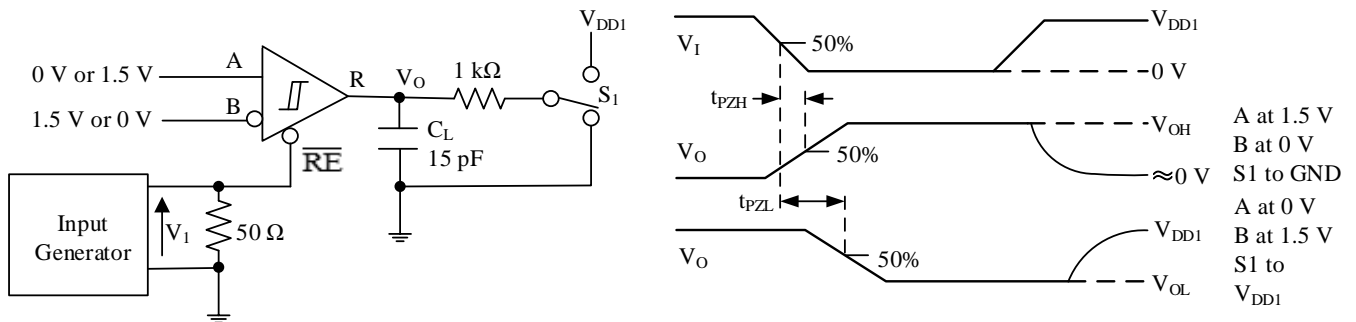 V_DD1
A
0 V or 1.5 V
R
V_O
1 kΩ
S_1
B
1.5 V or 0 V
C_L
15 pF
RE
Input
Generator
V_1
50 Ω
V_I
50%
V_DD1
0 V
t_PZH
V_O
50%
V_OH
≈0 V
A at 1.5 V
B at 0 V
S1 to GND
t_PZL
V_O
50%
V_DD1
V_OL
A at 0 V
B at 1.5 V
S1 to
V_DD1